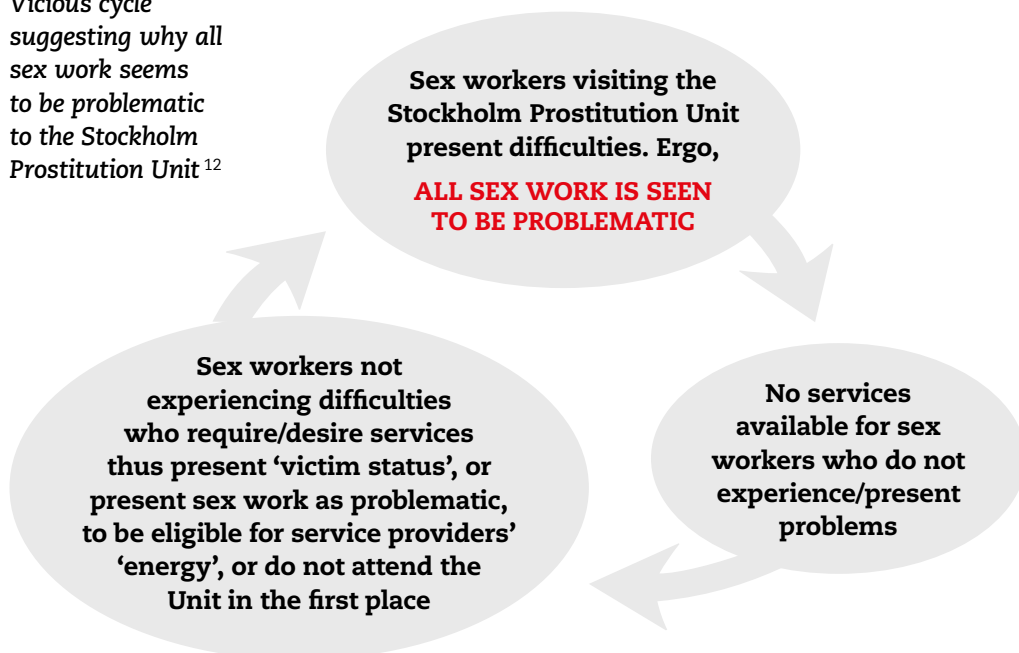 Vicious cycle
suggesting why all
sex work seems
to be problematic
to the Stockholm
Prostitution Unit 12
Sex workers visiting the
Stockholm Prostitution Unit
present difficulties. Ergo,
ALL SEX WORK IS SEEN
TO BE PROBLEMATIC
No services
available for sex
workers who do not
experience/present
problems
Sex workers not
experiencing difficulties
who require/desire services
thus present ‘victim status’, or
present sex work as problematic,
to be eligible for service providers’
‘energy’, or do not attend the
Unit in the first place